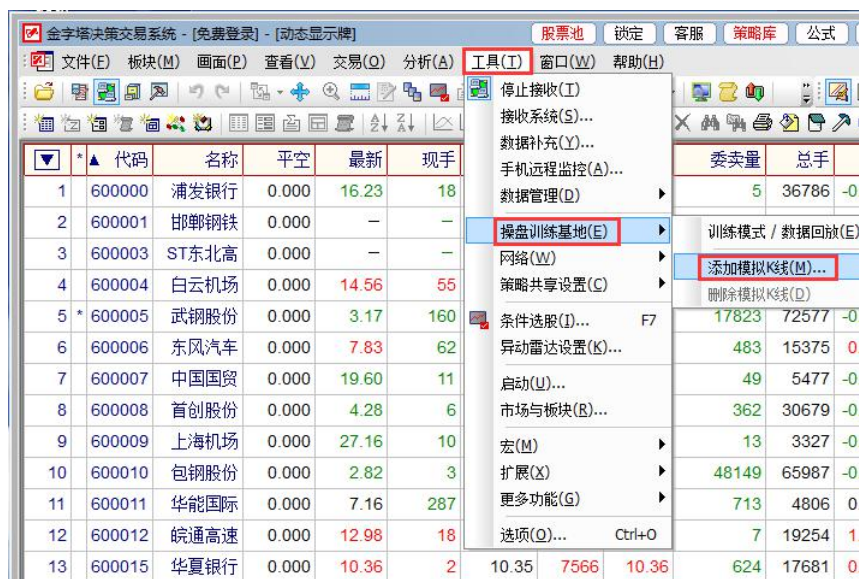 金字塔决策交易系统 - [免费登录] - [动态显示牌] 股票池 锁定 客服 策略库 公式
文件(F) 板块(M) 画面(P) 查看(V) 交易(O) 分析(A) 工具(T) 窗口(W) 帮助(H)
停止接收(T)
接收系统(S)...
数据补充(Y)...
手机远程监控(A)...
数据管理(D)
操盘训练基地(E)
网络(W)
策略共享设置(C)
条件选股(I)... F7
异动雷达设置(K)...
启动(U)...
市场与板块(R)...
宏(M)
扩展(X)
更多功能(G)
选项(O)... Ctrl+O
训练模式 / 数据回放(E)
添加模拟K线(M)...
删除模拟K线(D)
* ▲ 代码 名称 平空 最新 现手 委卖量 总手
1 600000 浦发银行 0.000 16.23 18 5 36786 -0
2 600001 邯郸钢铁 0.000 — —
3 600003 ST东北高 0.000 — —
4 600004 白云机场 0.000 14.56 55
5 * 600005 武钢股份 0.000 3.17 160 17823 72577 -0
6 600006 东风汽车 0.000 7.83 62 483 15375 0.
7 600007 中国国贸 0.000 19.60 11 49 5477 -0
8 600008 首创股份 0.000 4.28 6 362 30679 -0
9 600009 上海机场 0.000 27.16 10 13 3327 -0
10 600010 包钢股份 0.000 2.82 3 48149 65987 -0
11 600011 华能国际 0.000 7.16 287 713 4806 0
12 600012 皖通高速 0.000 12.98 18 7 19254 1.
13 600015 华夏银行 0.000 10.36 2 10.35 7566 10.36 624 17681 0.